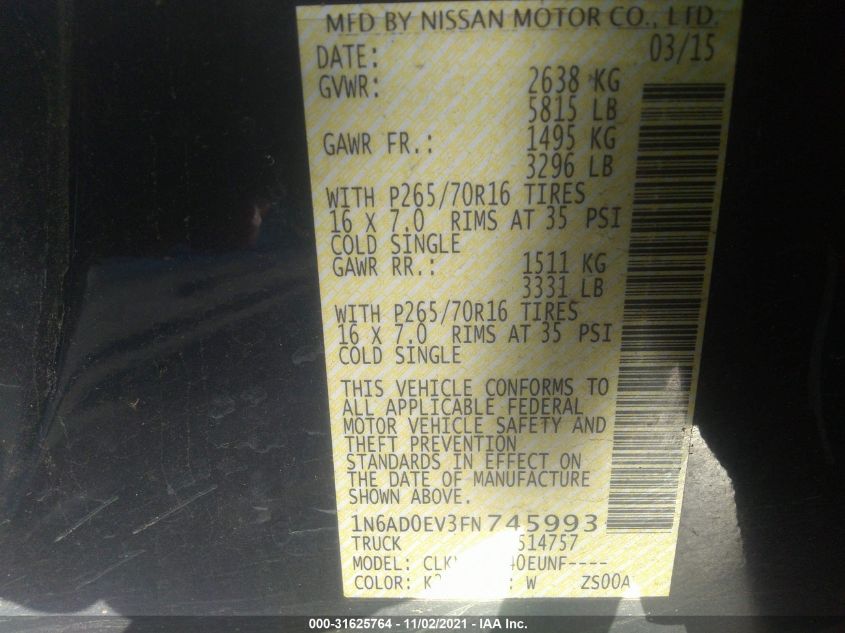 MFD BY NISSAN MOTOR CO., LTD.
DATE: 03/15
GVWR: 2638 KG
5815 LB
GAWR FR.: 1495 KG
3296 LB
WITH P265/70R16 TIRES
16 X 7.0 RIMS AT 35 PSI
COLD SINGLE
GAWR RR.: 1511 KG
3331 LB
WITH P265/70R16 TIRES
16 X 7.0 RIMS AT 35 PSI
COLD SINGLE
THIS VEHICLE CONFORMS TO
ALL APPLICABLE FEDERAL
MOTOR VEHICLE SAFETY AND
THEFT PREVENTION
STANDARDS IN EFFECT ON
THE DATE OF MANUFACTURE
SHOWN ABOVE.
1N6AD0EV3FN745993
TRUCK 514757
MODEL: 0EUNF----
COLOR: : W ZS00A
000-31625764 - 11/02/2021 - IAA Inc.